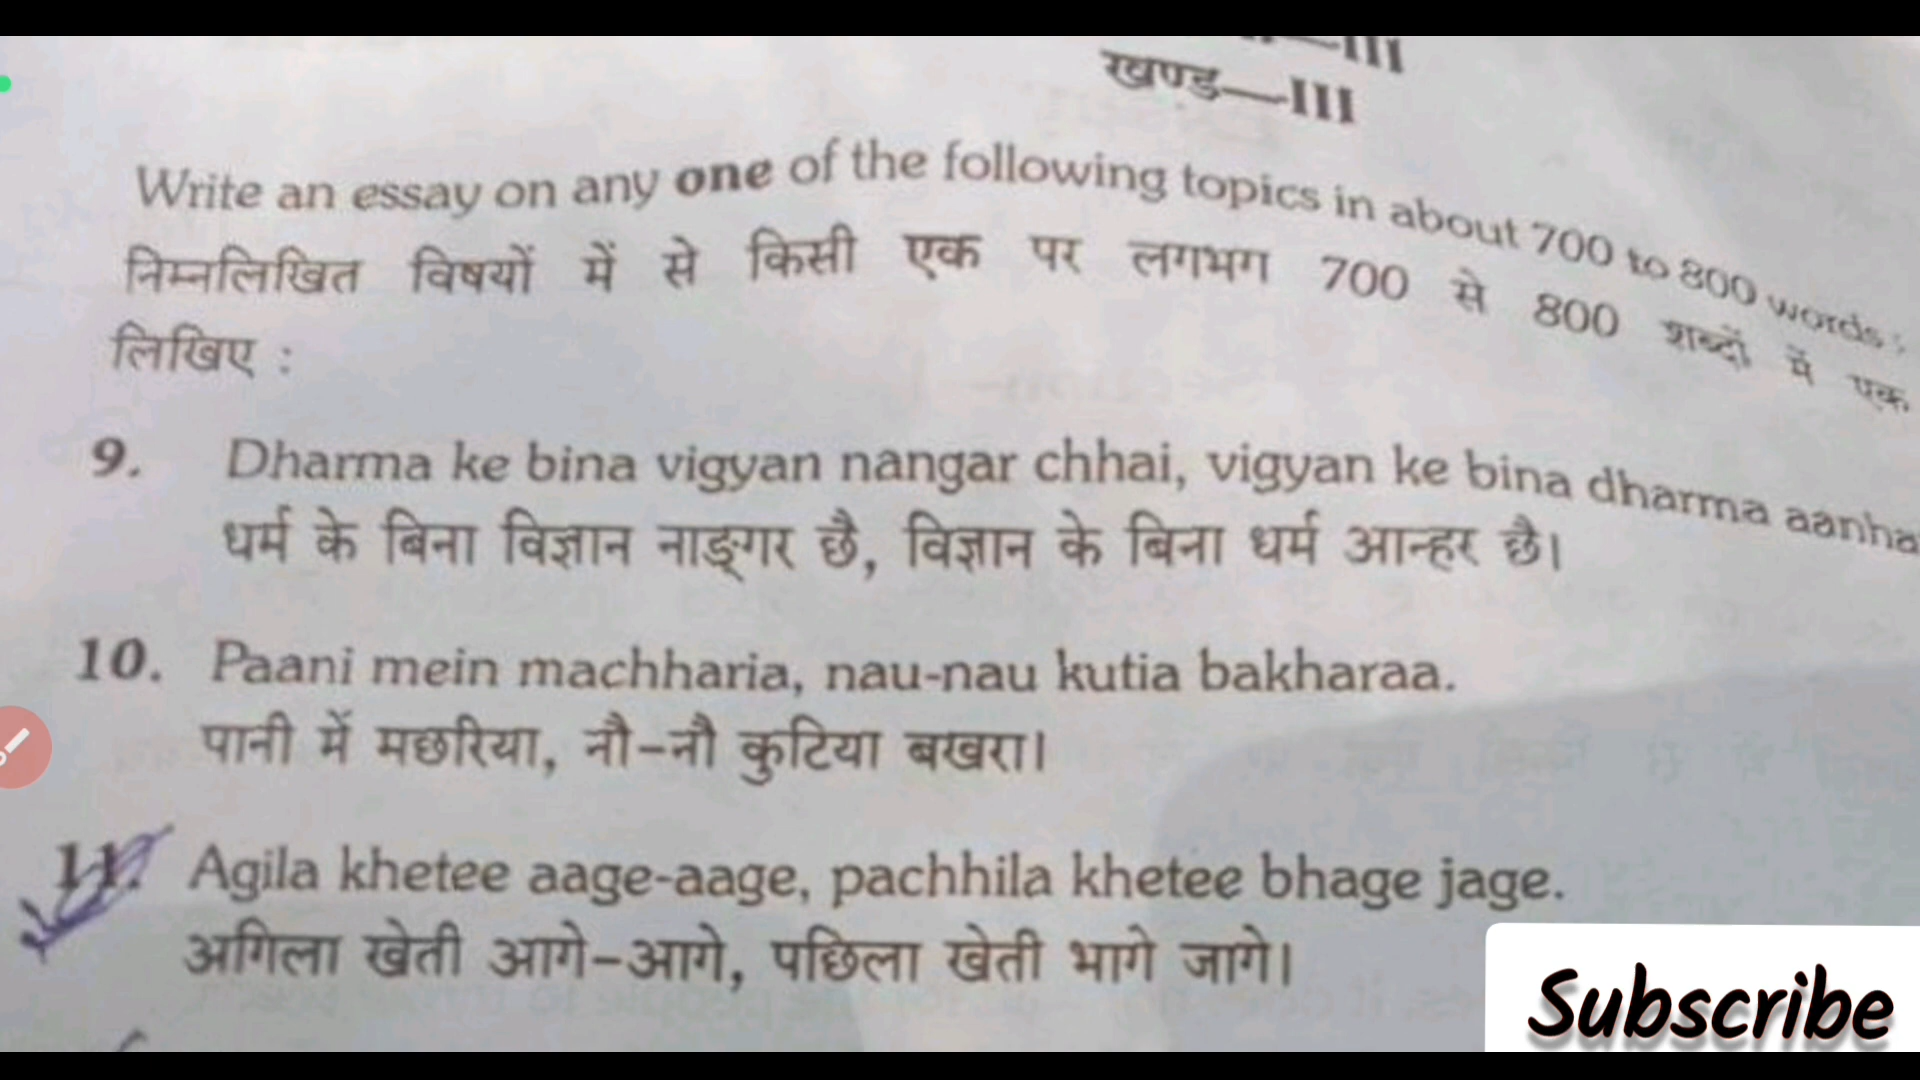 —III
खण्ड—III
Write an essay on any one of the following topics in about 700 to 800 words :
निम्नलिखित विषयों में से किसी एक पर लगभग 700 से 800 शब्दों में एक
लिखिए :
9. Dharma ke bina vigyan nangar chhai, vigyan ke bina dharma aanha
धर्म के बिना विज्ञान नाङ्गर छै, विज्ञान के बिना धर्म आन्हर छै।
10. Paani mein machharia, nau-nau kutia bakharaa.
पानी में मछरिया, नौ-नौ कुटिया बखरा।
11. Agila khetee aage-aage, pachhila khetee bhage jage.
अगिला खेती आगे-आगे, पछिला खेती भागे जागे।
Subscribe